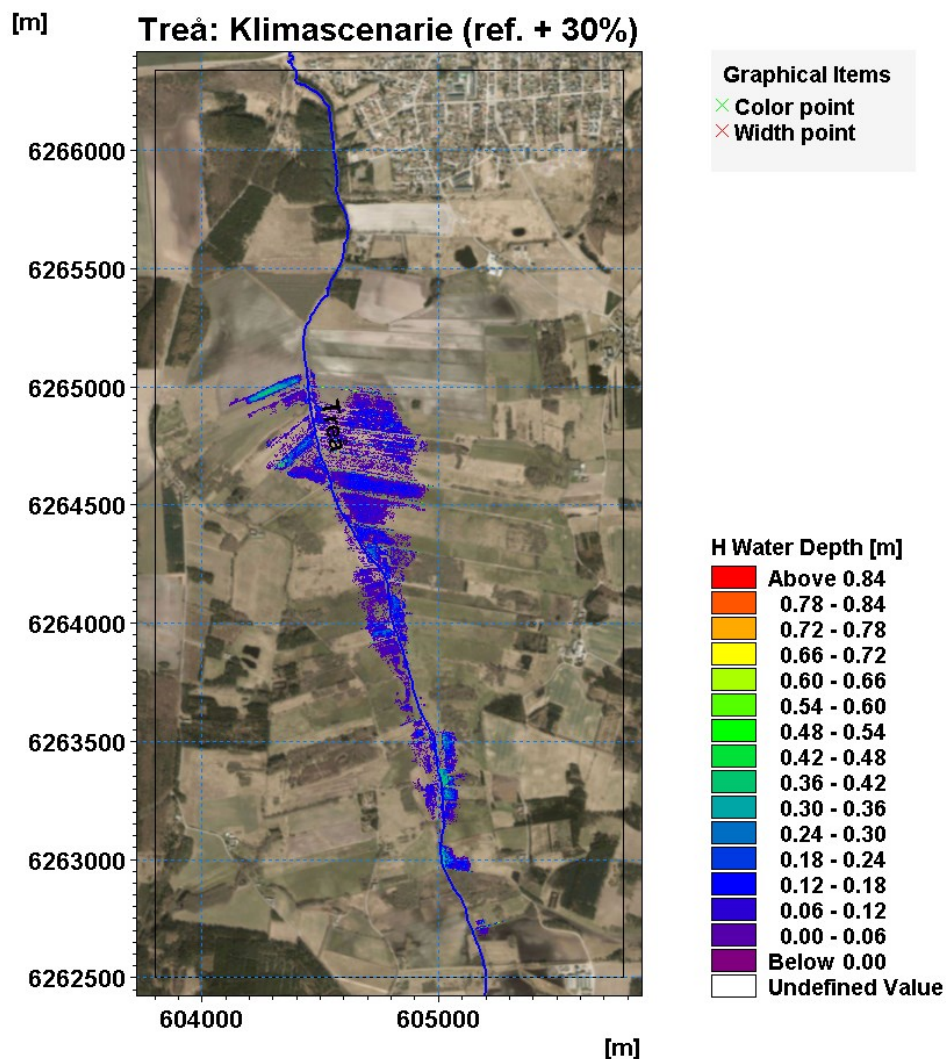 [m]
Treå: Klimascenarie (ref. + 30%)
Graphical Items
Color point
Width point
6266000
6265500
6265000
Treå
6264500
6264000
6263500
6263000
6262500
604000
605000
[m]
H Water Depth [m]
Above 0.84
0.78 - 0.84
0.72 - 0.78
0.66 - 0.72
0.60 - 0.66
0.54 - 0.60
0.48 - 0.54
0.42 - 0.48
0.36 - 0.42
0.30 - 0.36
0.24 - 0.30
0.18 - 0.24
0.12 - 0.18
0.06 - 0.12
0.00 - 0.06
Below 0.00
Undefined Value